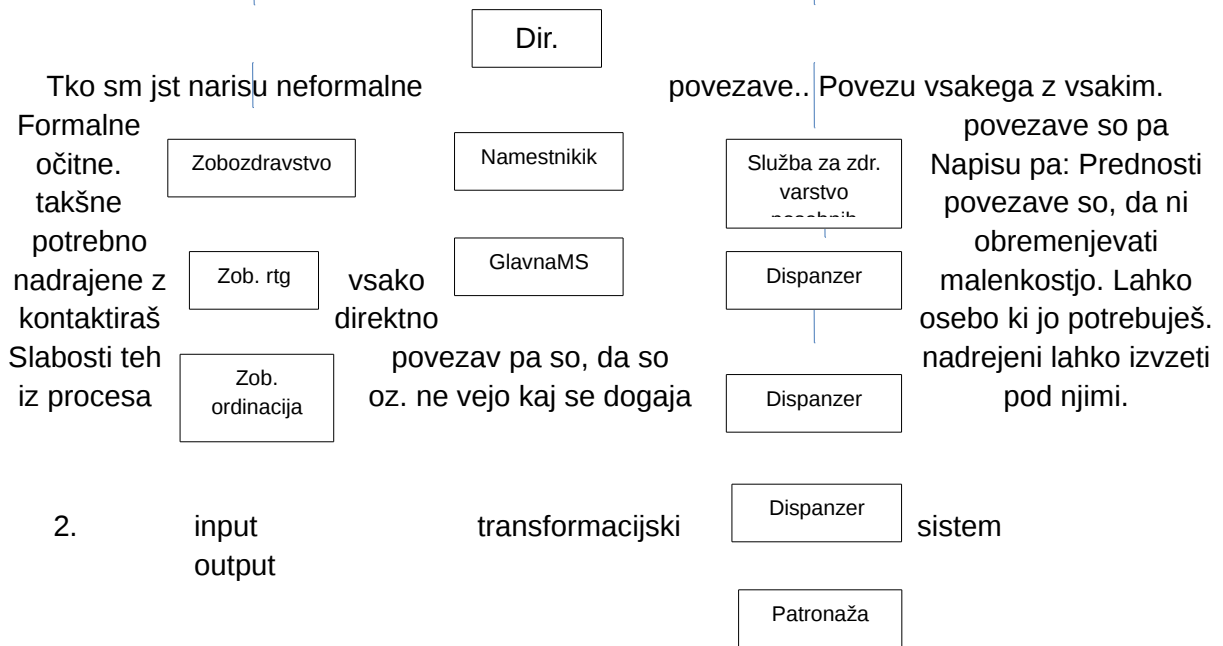 Dir.
Tko sm jst narisu neformalne povezave.. Povezu vsakega z vsakim.
Formalne povezave so pa
očitne. Napisu pa: Prednosti
takšne povezave so, da ni
potrebno obremenjevati
nadrajene z vsako malenkostjo. Lahko
kontaktiraš direktno osebo ki jo potrebuješ.
Slabosti teh povezav pa so, da so nadrejeni lahko izvzeti
iz procesa oz. ne vejo kaj se dogaja pod njimi.
Zobozdravstvo
Zob. rtg
Zob.
ordinacija
Namestnikik
GlavnaMS
Služba za zdr.
varstvo
Dispanzer
Dispanzer
Dispanzer
Patronaža
2. input transformacijski sistem
output